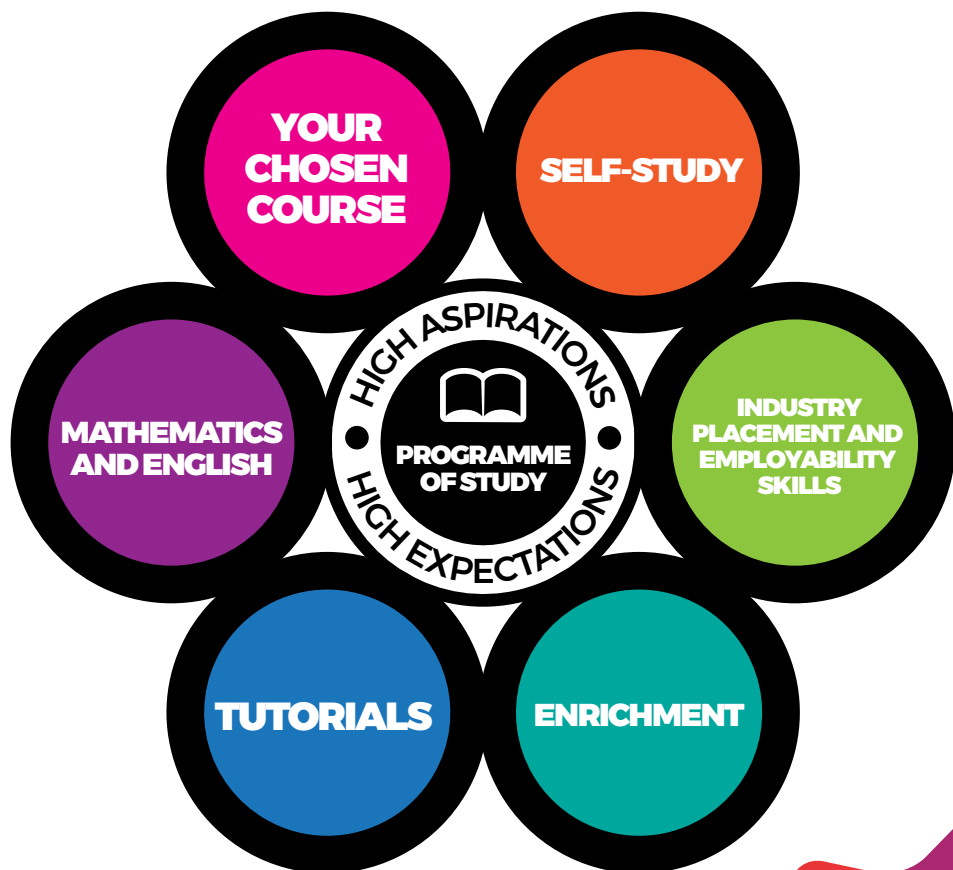 YOUR
CHOSEN
COURSE
SELF-STUDY
MATHEMATICS
AND ENGLISH
HIGH ASPIRATIONS
PROGRAMME
OF STUDY
HIGH EXPECTATIONS
INDUSTRY
PLACEMENT AND
EMPLOYABILITY
SKILLS
TUTORIALS
ENRICHMENT